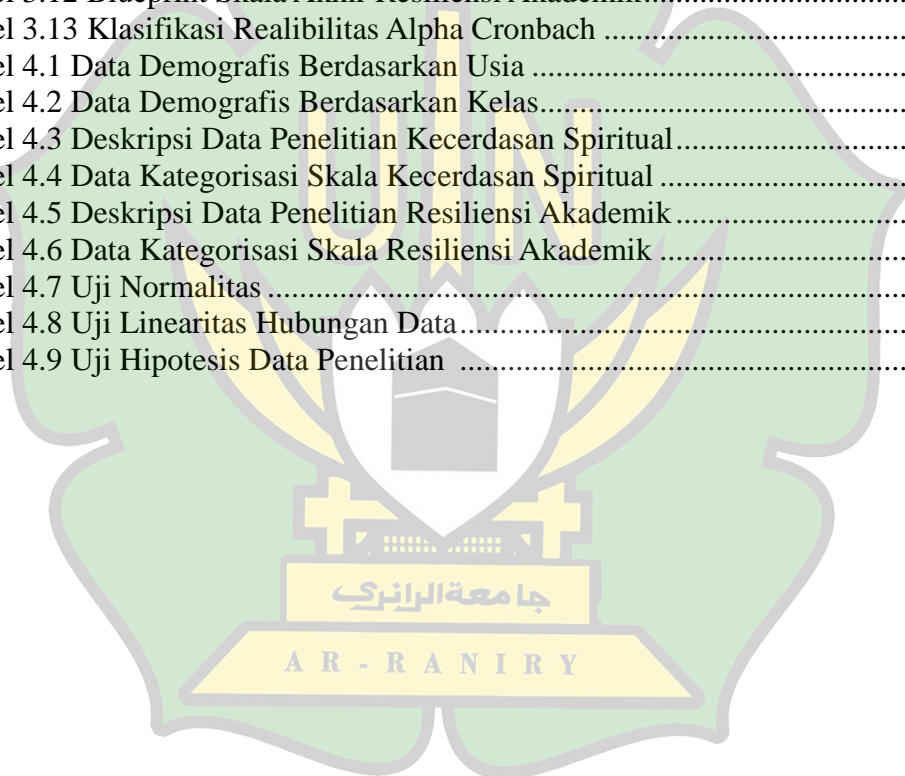 el 3.12 Blueprint Skala Akhir Resiliensi Akademik..........................................
el 3.13 Klasifikasi Realibilitas Alpha Cronbach ..........................................
el 4.1 Data Demografis Berdasarkan Usia ..........................................
el 4.2 Data Demografis Berdasarkan Kelas..........................................
el 4.3 Deskripsi Data Penelitian Kecerdasan Spiritual..........................................
el 4.4 Data Kategorisasi Skala Kecerdasan Spiritual ..........................................
el 4.5 Deskripsi Data Penelitian Resiliensi Akademik ..........................................
el 4.6 Data Kategorisasi Skala Resiliensi Akademik ..........................................
el 4.7 Uji Normalitas ..........................................
el 4.8 Uji Linearitas Hubungan Data..........................................
el 4.9 Uji Hipotesis Data Penelitian ..........................................
UIN
جامعةالرانري
AR-RANIRY